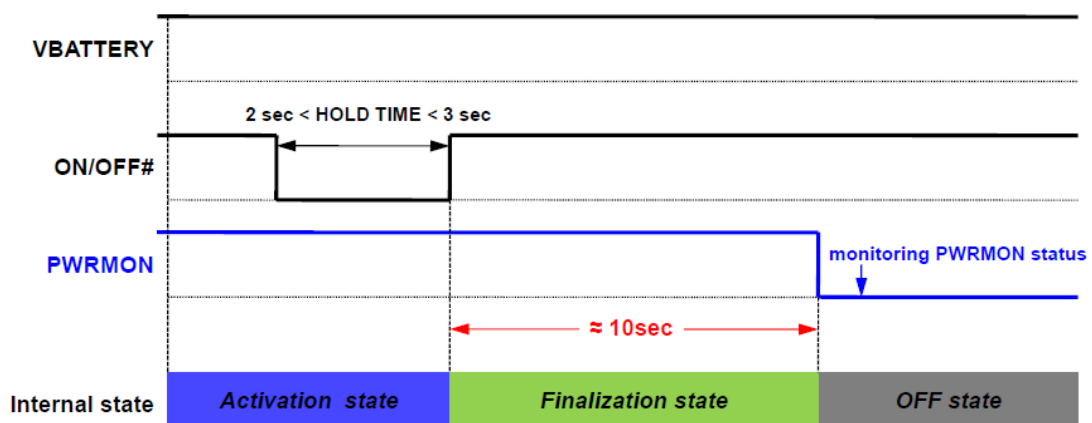 VBATTERY
2 sec < HOLD TIME < 3 sec
ON/OFF#
PWRMON
monitoring PWRMON status
≈ 10sec
Internal state
Activation state
Finalization state
OFF state